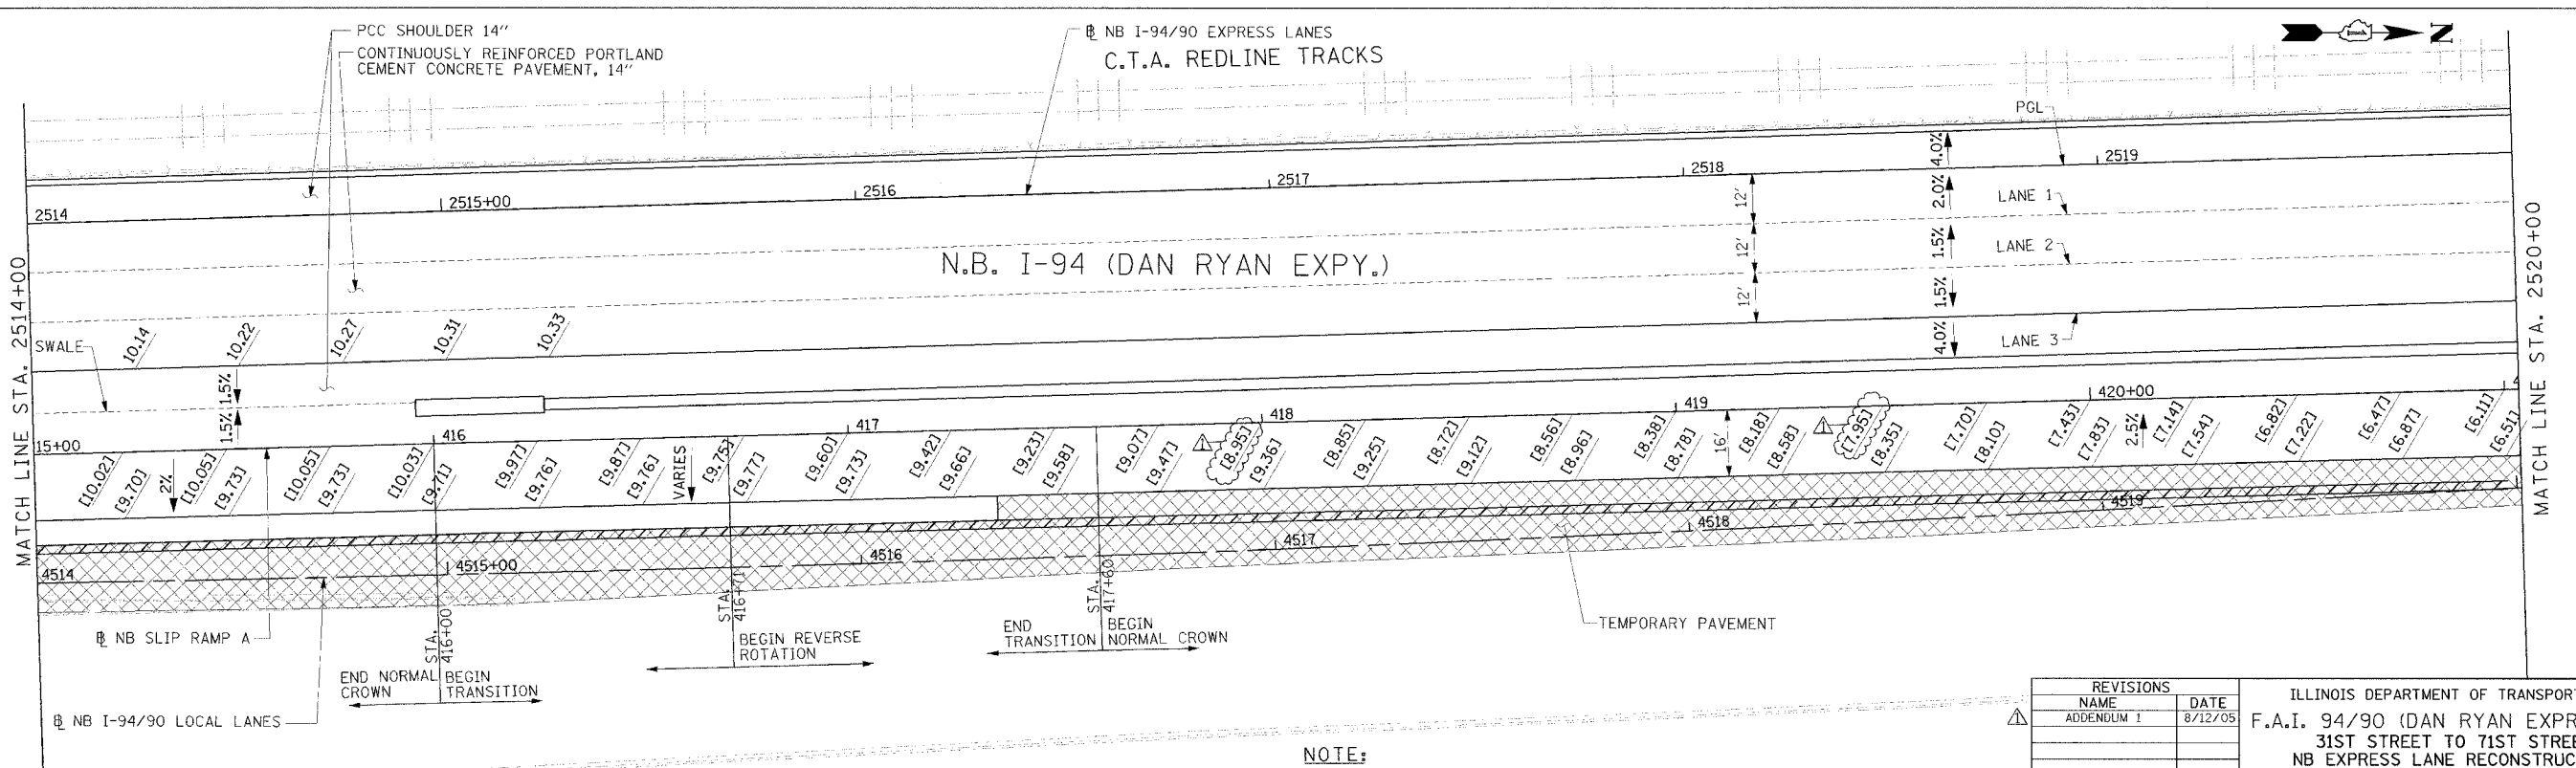 PCC SHOULDER 14"
CONTINUOUSLY REINFORCED PORTLAND
CEMENT CONCRETE PAVEMENT, 14"
NB I-94/90 EXPRESS LANES
C.T.A. REDLINE TRACKS
N
PGL
2514
2515+00
2516
2517
2518
2519
4.0%
2.0%
1.5%
1.5%
4.0%
12'
12'
12'
LANE 1
LANE 2
LANE 3
N.B. I-94 (DAN RYAN EXPY.)
MATCH LINE STA. 2514+00
MATCH LINE STA. 2520+00
SWALE
10.14
10.22
10.27
10.31
10.33
1.5%
1.5%
15+00
416
417
418
419
420+00
[10.02]
[9.70]
2%
[10.05]
[9.73]
[10.05]
[9.73]
[10.03]
[9.71]
[9.97]
[9.76]
[9.87]
[9.76]
VARIES
[9.75]
[9.77]
[9.60]
[9.73]
[9.42]
[9.66]
[9.23]
[9.58]
[9.07]
[9.47]
1
[8.95]
[9.36]
[8.85]
[9.25]
[8.72]
[9.12]
[8.56]
[8.96]
[8.38]
[8.78]
16'
[8.18]
[8.58]
1
[7.95]
[8.35]
[7.70]
[8.10]
[7.43]
[7.83]
2.5%
[7.14]
[7.54]
[6.82]
[7.22]
[6.47]
[6.87]
[6.11]
[6.51]
4514
4515+00
4516
4517
4518
4519
NB SLIP RAMP A
STA.
416+00
STA.
416+71
STA.
417+60
END NORMAL
CROWN
BEGIN
TRANSITION
BEGIN REVERSE
ROTATION
END
TRANSITION
BEGIN
NORMAL CROWN
TEMPORARY PAVEMENT
NB I-94/90 LOCAL LANES
NOTE:
REVISIONS
NAME DATE
1 ADDENDUM 1 8/12/05
ILLINOIS DEPARTMENT OF TRANSPOR
F.A.I. 94/90 (DAN RYAN EXPR
31ST STREET TO 71ST STREE
NB EXPRESS LANE RECONSTRUC